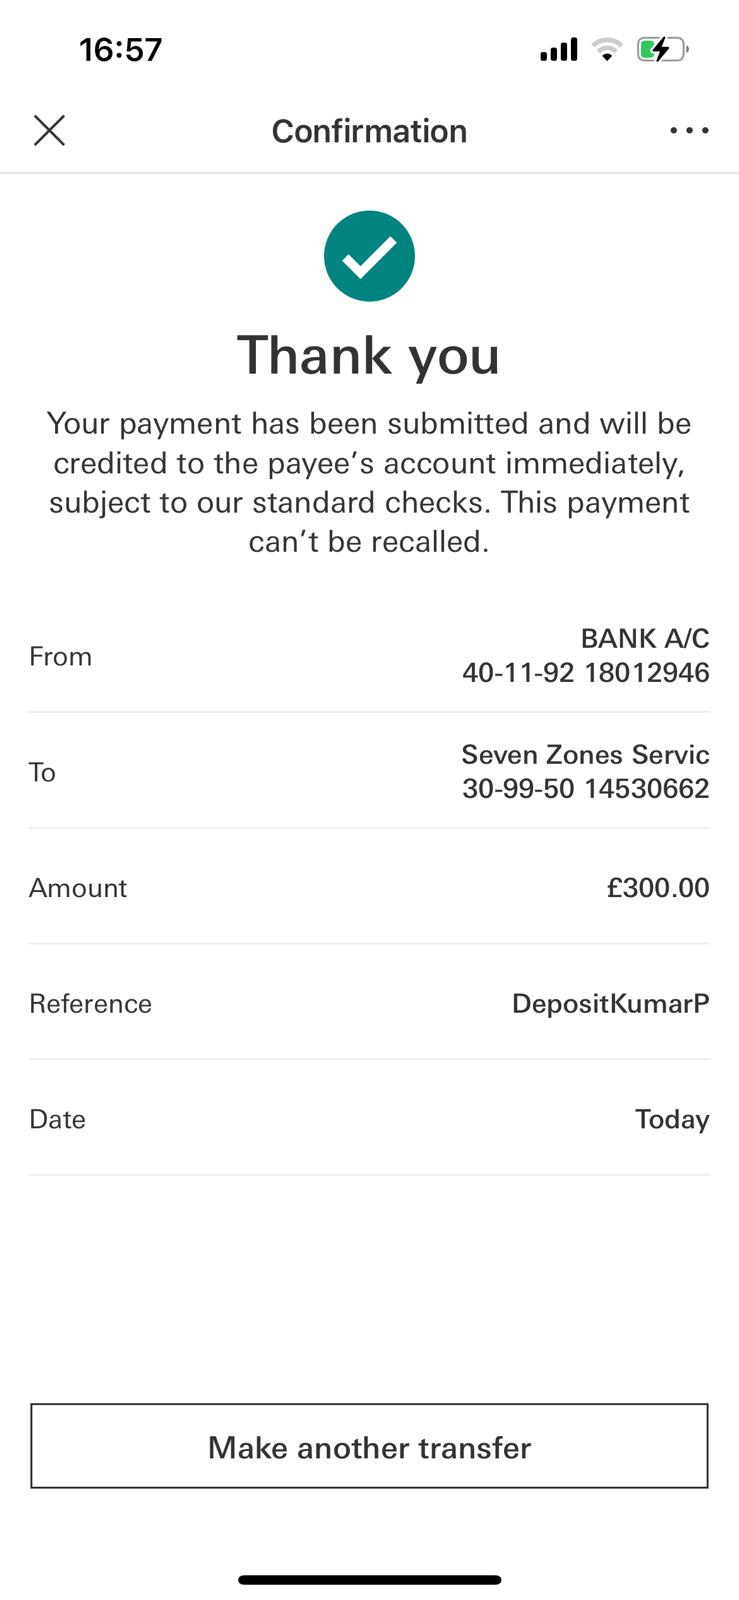 16:57
Confirmation
Thank you
Your payment has been submitted and will be
credited to the payee’s account immediately,
subject to our standard checks. This payment
can’t be recalled.
From
BANK A/C
40-11-92 18012946
To
Seven Zones Servic
30-99-50 14530662
Amount
£300.00
Reference
DepositKumarP
Date
Today
Make another transfer